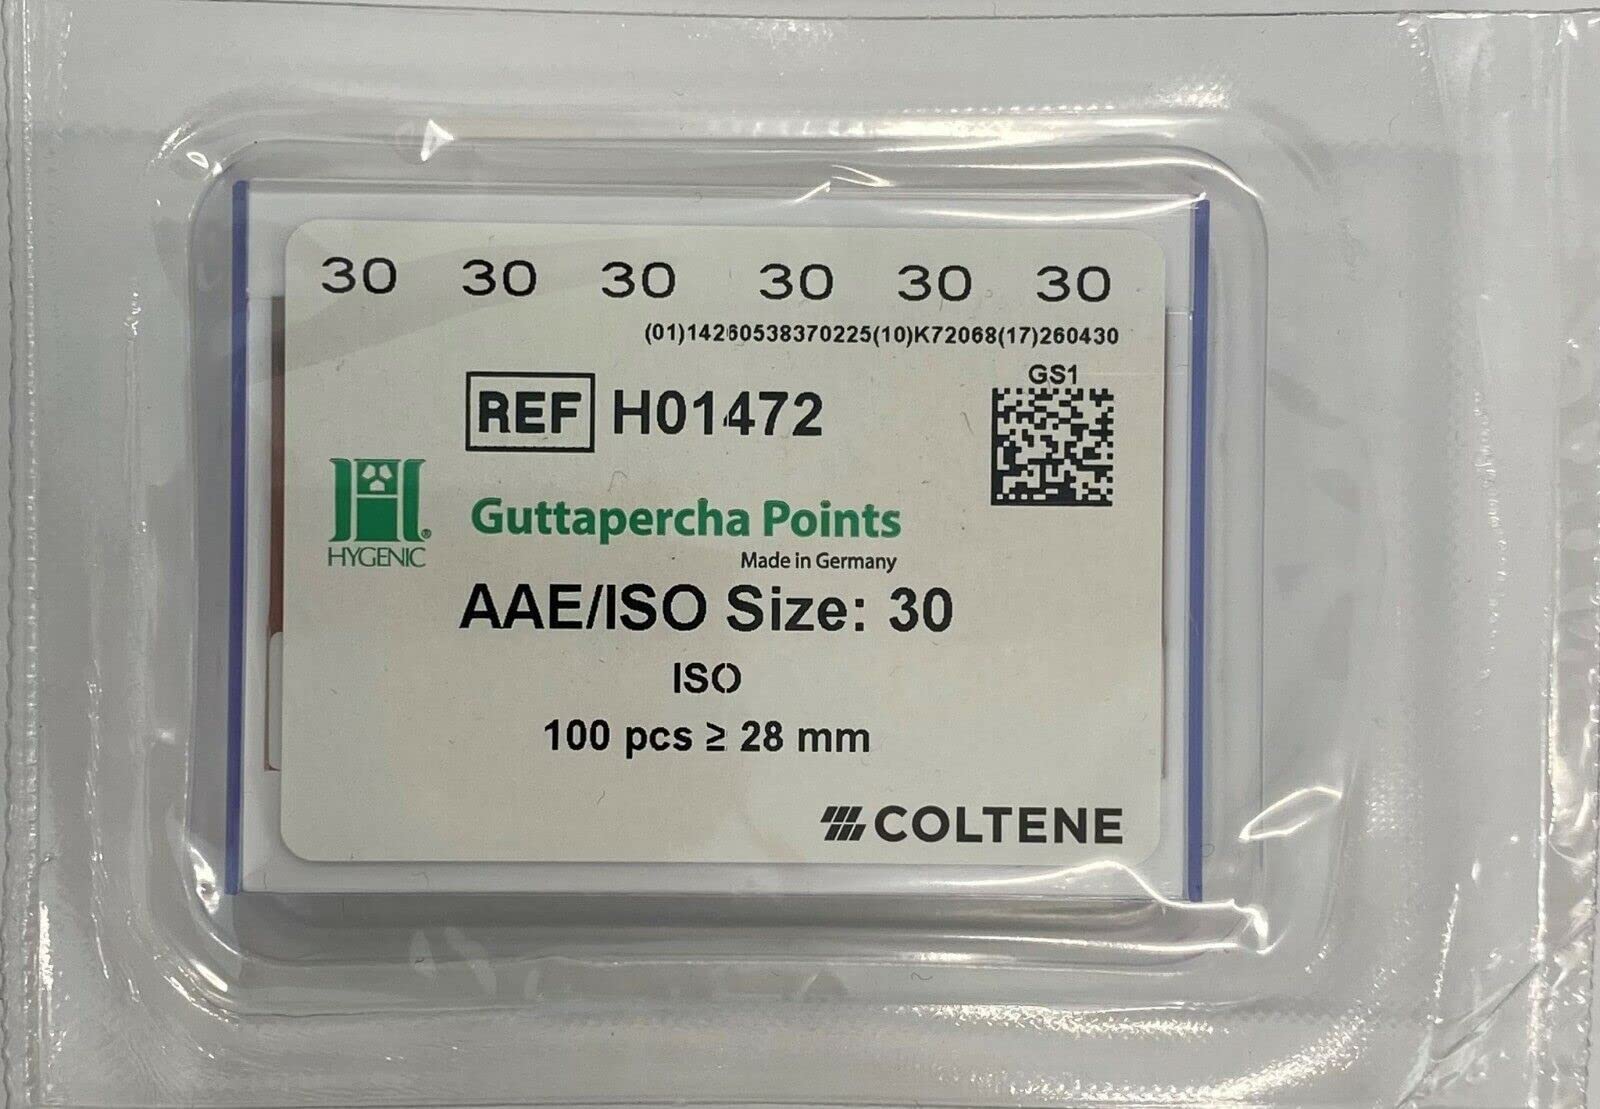 30 30 30 30 30 30
(01)14260538370225(10)K72068(17)260430
GS1
REF H01472
HYGENIC®
Guttapercha Points
Made in Germany
AAE/ISO Size: 30
ISO
100 pcs ≥ 28 mm
COLTENE